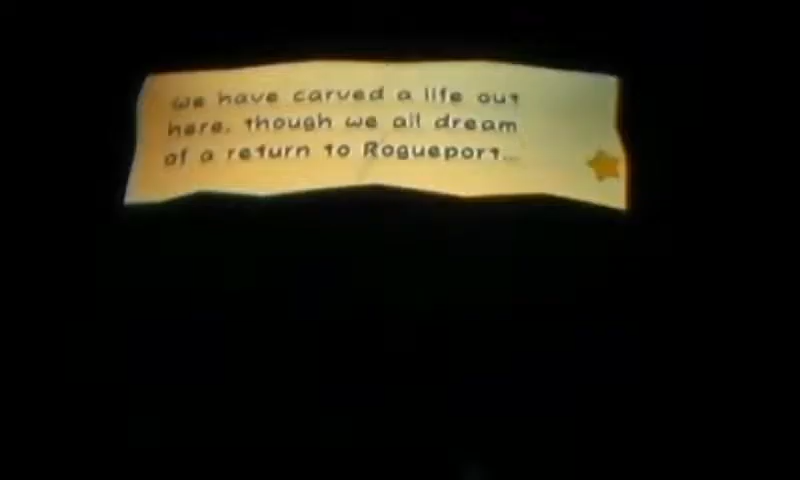 We have carved a life out
here, though we all dream
of a return to Rogueport...